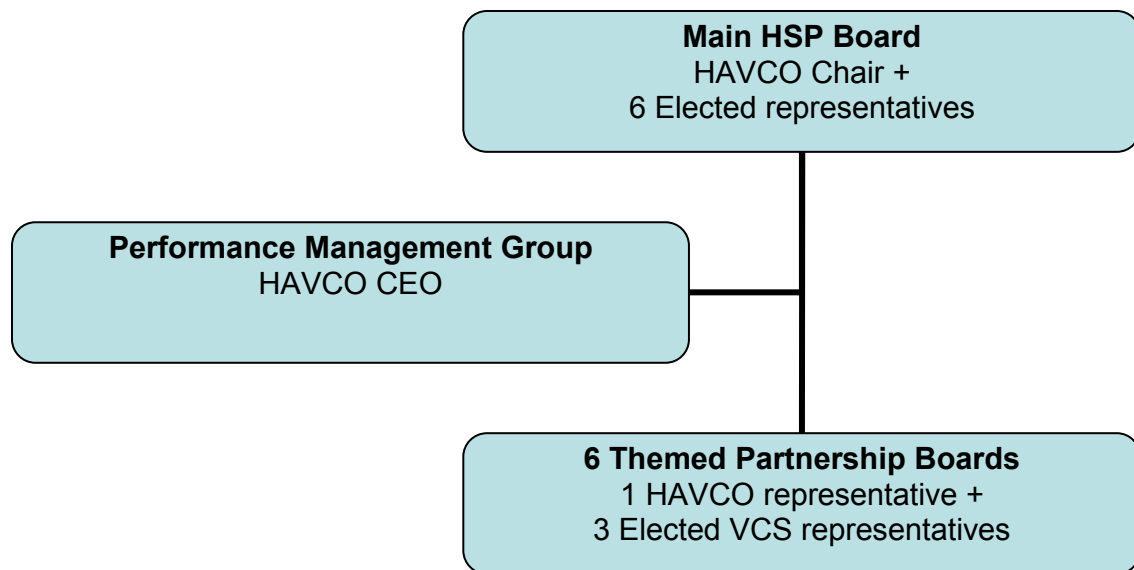 Main HSP Board
HAVCO Chair +
6 Elected representatives
Performance Management Group
HAVCO CEO
6 Themed Partnership Boards
1 HAVCO representative +
3 Elected VCS representatives